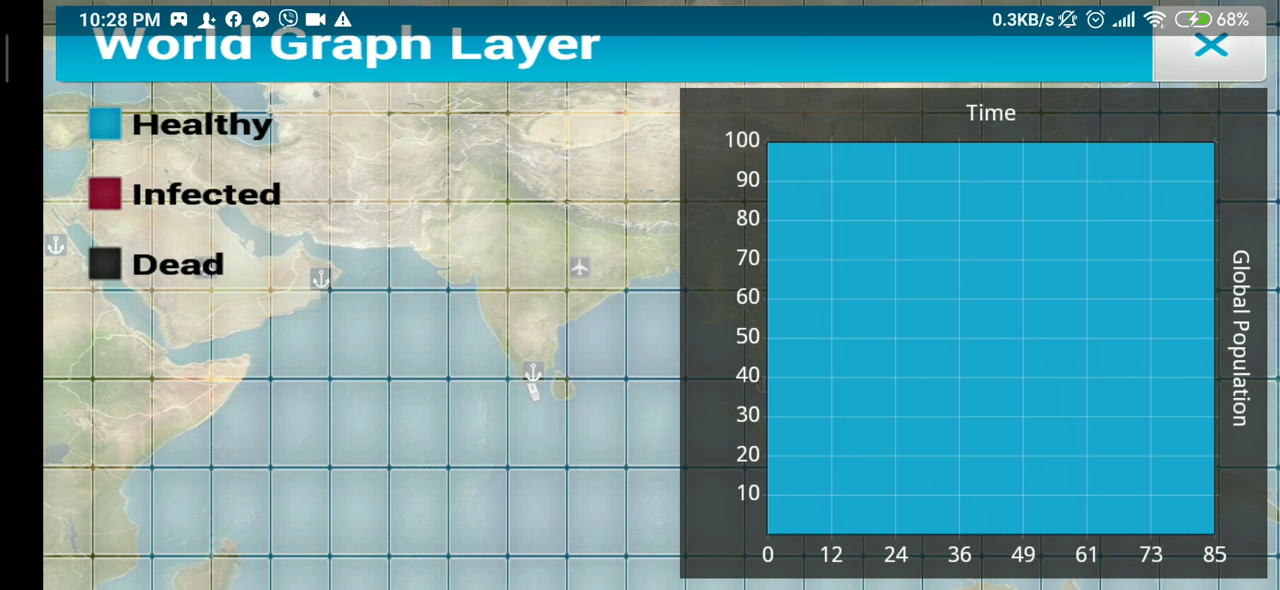 10:28 PM
0.3KB/s
68%
World Graph Layer
Healthy
Infected
Dead
Time
100
90
80
70
60
50
40
30
20
10
0 12 24 36 49 61 73 85
Global Population